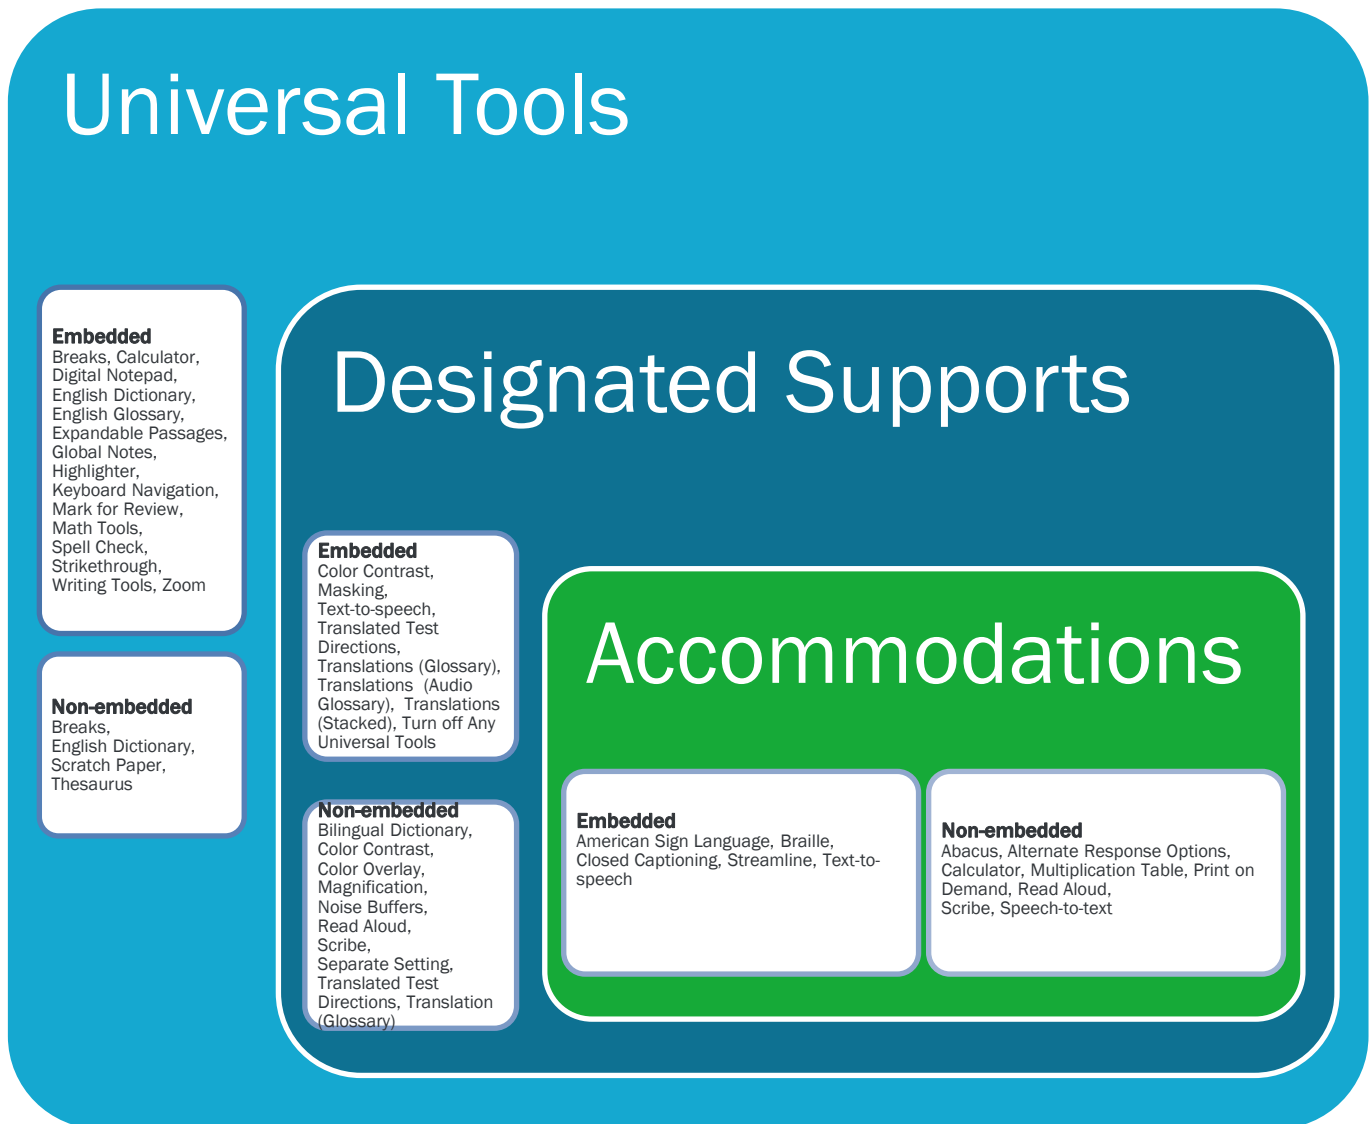 Universal Tools
Embedded
Breaks, Calculator,
Digital Notepad,
English Dictionary,
English Glossary,
Expandable Passages,
Global Notes,
Highlighter,
Keyboard Navigation,
Mark for Review,
Math Tools,
Spell Check,
Strikethrough,
Writing Tools, Zoom
Non-embedded
Breaks,
English Dictionary,
Scratch Paper,
Thesaurus
Designated Supports
Embedded
Color Contrast,
Masking,
Text-to-speech,
Translated Test
Directions,
Translations (Glossary),
Translations  (Audio
Glossary),  Translations
(Stacked), Turn off Any
Universal Tools
Non-embedded
Bilingual Dictionary,
Color Contrast,
Color Overlay,
Magnification,
Noise Buffers,
Read Aloud,
Scribe,
Separate Setting,
Translated Test
Directions, Translation
(Glossary)
Accommodations
Embedded
American Sign Language, Braille,
Closed Captioning, Streamline, Text-to-
speech
Non-embedded
Abacus, Alternate Response Options,
Calculator, Multiplication Table, Print on
Demand, Read Aloud,
Scribe, Speech-to-text